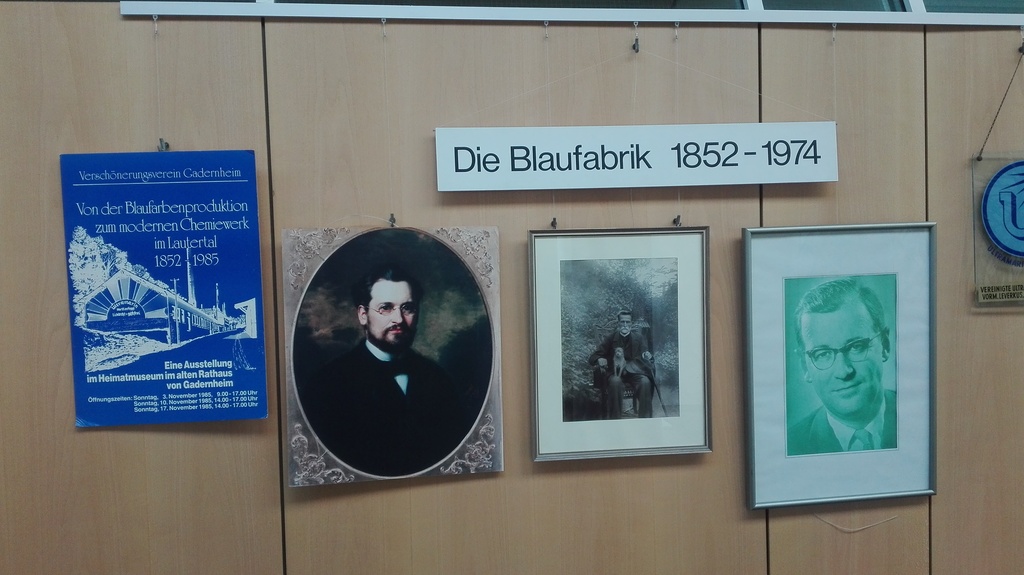 Die Blaufabrik 1852-1974
Verschönerungsverein Gadernheim
Von der Blaufarbenproduktion
zum modernen Chemiewerk
im Lautertal
1852-1985
Eine Ausstellung
im Heimatmuseum im alten Rathaus
von Gadernheim
Öffnungszeiten: Sonntag, 3. November 1985, 9.00-17.00 Uhr
Sonntag, 10. November 1985, 14.00-17.00 Uhr
Sonntag, 17. November 1985, 14.00-17.00 Uhr
VEREINIGTE ULTR
VORM. LEVERKUS